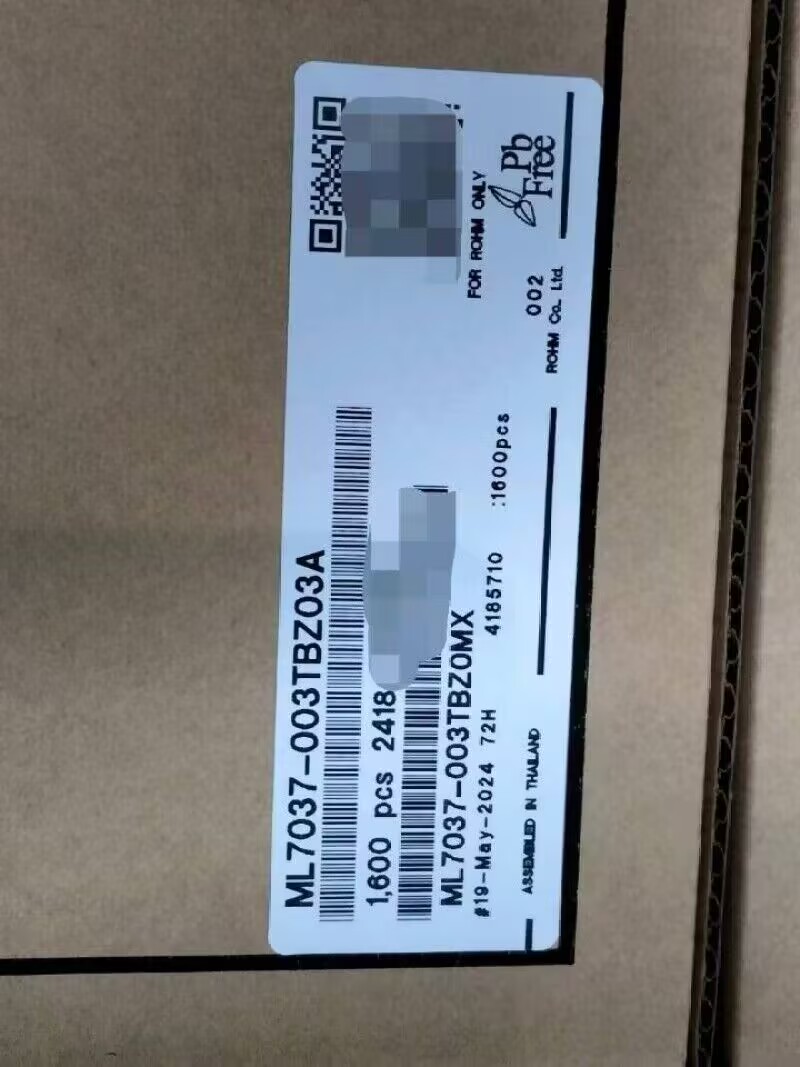 ML7037-003TBZ03A
1,600 pcs 2418
ML7037-003TBZ0MX
#19-May-2024 72H 4185710 :1600pcs
FOR ROHM ONLY
Pb
Free
002
ASSEMBLED IN THAILAND
ROHM Co., Ltd.